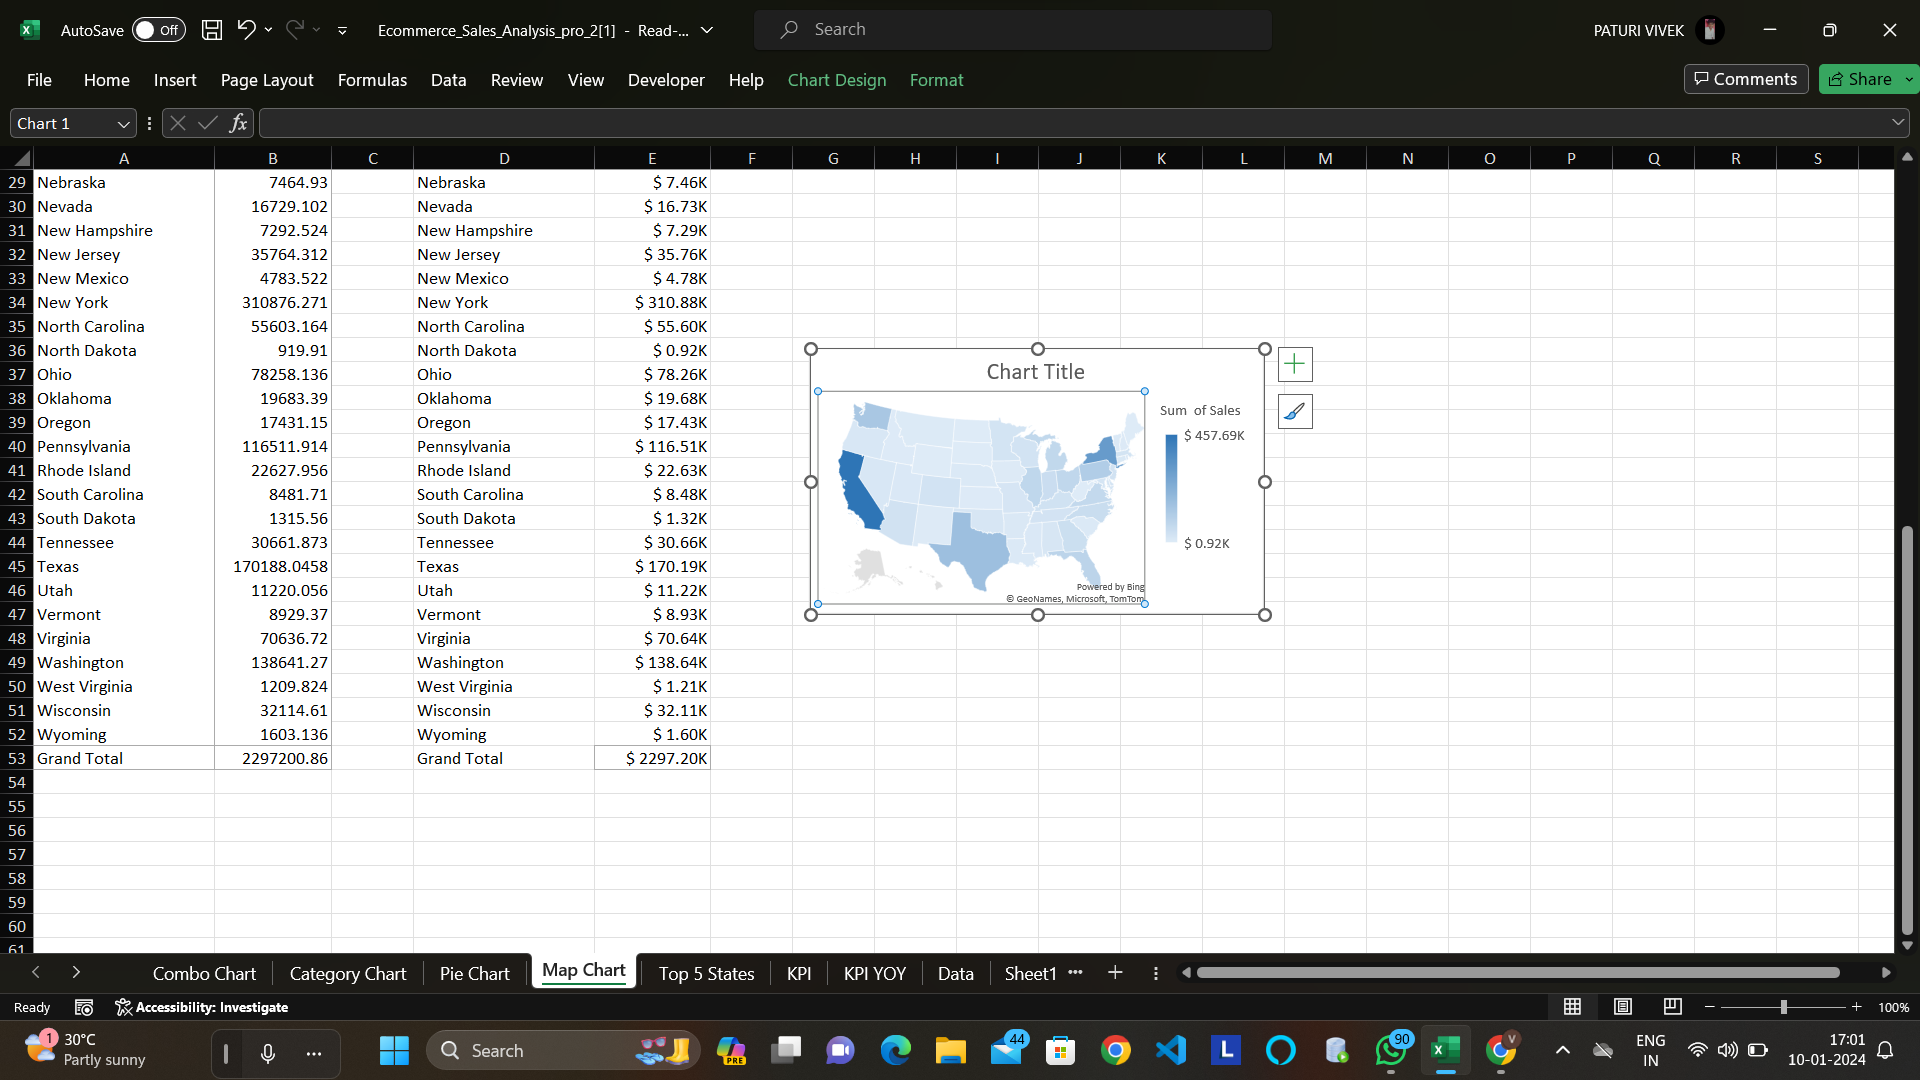 AutoSave Off Ecommerce_Sales_Analysis_pro_2[1] - Read-... Search PATURI VIVEK
File Home Insert Page Layout Formulas Data Review View Developer Help Chart Design Format Comments Share
Chart 1 fx
A B C D E F G H I J K L M N O P Q R S
29 Nebraska 7464.93 Nebraska $ 7.46K
30 Nevada 16729.102 Nevada $ 16.73K
31 New Hampshire 7292.524 New Hampshire $ 7.29K
32 New Jersey 35764.312 New Jersey $ 35.76K
33 New Mexico 4783.522 New Mexico $ 4.78K
34 New York 310876.271 New York $ 310.88K
35 North Carolina 55603.164 North Carolina $ 55.60K
36 North Dakota 919.91 North Dakota $ 0.92K
37 Ohio 78258.136 Ohio $ 78.26K
38 Oklahoma 19683.39 Oklahoma $ 19.68K
39 Oregon 17431.15 Oregon $ 17.43K
40 Pennsylvania 116511.914 Pennsylvania $ 116.51K
41 Rhode Island 22627.956 Rhode Island $ 22.63K
42 South Carolina 8481.71 South Carolina $ 8.48K
43 South Dakota 1315.56 South Dakota $ 1.32K
44 Tennessee 30661.873 Tennessee $ 30.66K
45 Texas 170188.0458 Texas $ 170.19K
46 Utah 11220.056 Utah $ 11.22K
47 Vermont 8929.37 Vermont $ 8.93K
48 Virginia 70636.72 Virginia $ 70.64K
49 Washington 138641.27 Washington $ 138.64K
50 West Virginia 1209.824 West Virginia $ 1.21K
51 Wisconsin 32114.61 Wisconsin $ 32.11K
52 Wyoming 1603.136 Wyoming $ 1.60K
53 Grand Total 2297200.86 Grand Total $ 2297.20K
54
55
56
57
58
59
60
61
Chart Title
Sum of Sales
$ 457.69K
$ 0.92K
Powered by Bing
© GeoNames, Microsoft, TomTom
Combo Chart Category Chart Pie Chart Map Chart Top 5 States KPI KPI YOY Data Sheet1 ...
Ready Accessibility: Investigate 100%
1 30°C
Partly sunny
Search
PRE
44
L
90
V
ENG
IN
17:01
10-01-2024